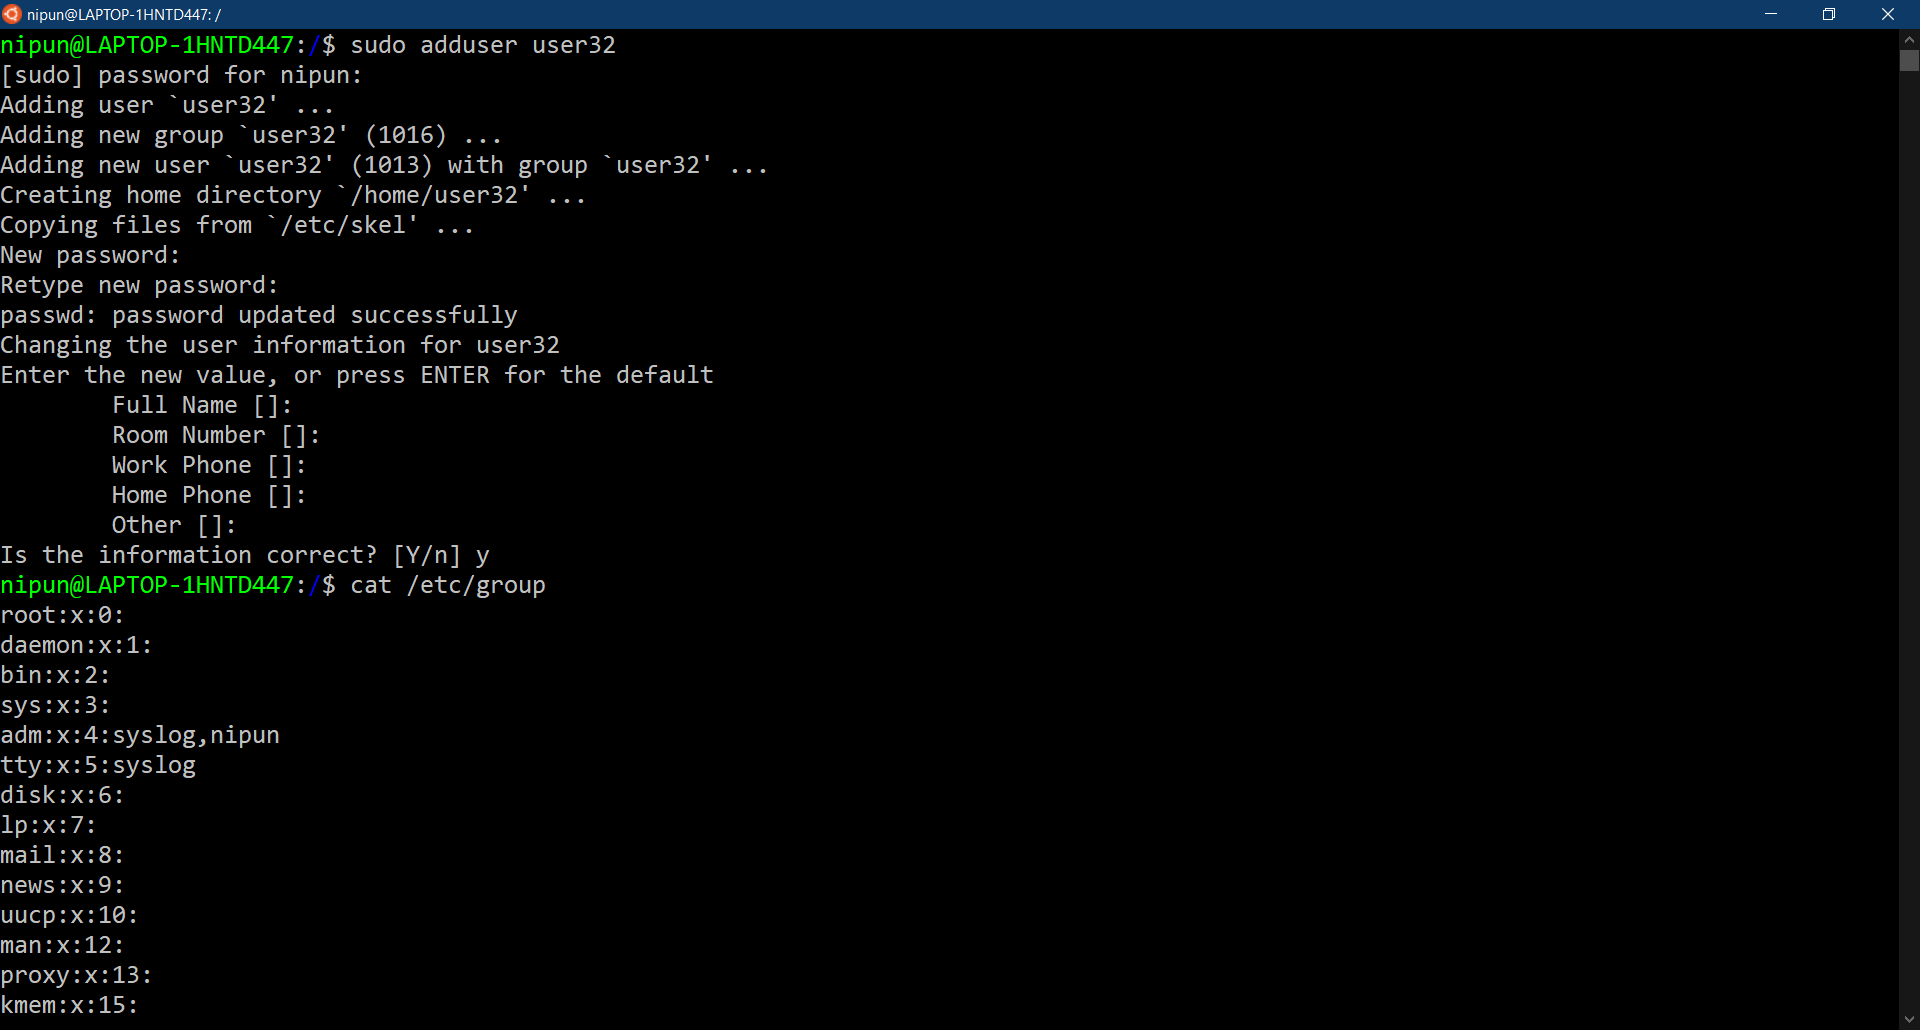 nipun@LAPTOP-1HNTD447: /
nipun@LAPTOP-1HNTD447:/$ sudo adduser user32
[sudo] password for nipun:
Adding user `user32' ...
Adding new group `user32' (1016) ...
Adding new user `user32' (1013) with group `user32' ...
Creating home directory `/home/user32' ...
Copying files from `/etc/skel' ...
New password:
Retype new password:
passwd: password updated successfully
Changing the user information for user32
Enter the new value, or press ENTER for the default
        Full Name []:
        Room Number []:
        Work Phone []:
        Home Phone []:
        Other []:
Is the information correct? [Y/n] y
nipun@LAPTOP-1HNTD447:/$ cat /etc/group
root:x:0:
daemon:x:1:
bin:x:2:
sys:x:3:
adm:x:4:syslog,nipun
tty:x:5:syslog
disk:x:6:
lp:x:7:
mail:x:8:
news:x:9:
uucp:x:10:
man:x:12:
proxy:x:13:
kmem:x:15: